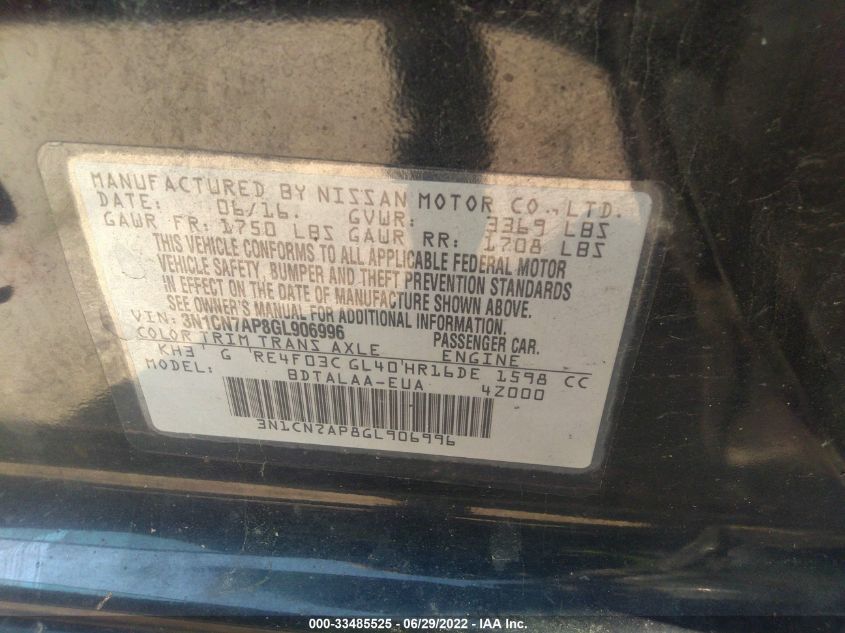 MANUFACTURED BY NISSAN MOTOR CO., LTD.
DATE: 06/16. GVWR: 3369 LBS
GAWR FR: 1750 LBS GAWR RR: 1708 LBS
THIS VEHICLE CONFORMS TO ALL APPLICABLE FEDERAL MOTOR
VEHICLE SAFETY, BUMPER AND THEFT PREVENTION STANDARDS
IN EFFECT ON THE DATE OF MANUFACTURE SHOWN ABOVE.
SEE OWNER'S MANUAL FOR ADDITIONAL INFORMATION.
VIN: 3N1CN7AP8GL906996 PASSENGER CAR.
COLOR TRIM TRANS AXLE ENGINE
KH3 G RE4F03C GL40 HR16DE 1598 CC
MODEL: BDTALAA-EUA 4Z000
3N1CN7AP8GL906996
000-33485525 - 06/29/2022 - IAA Inc.